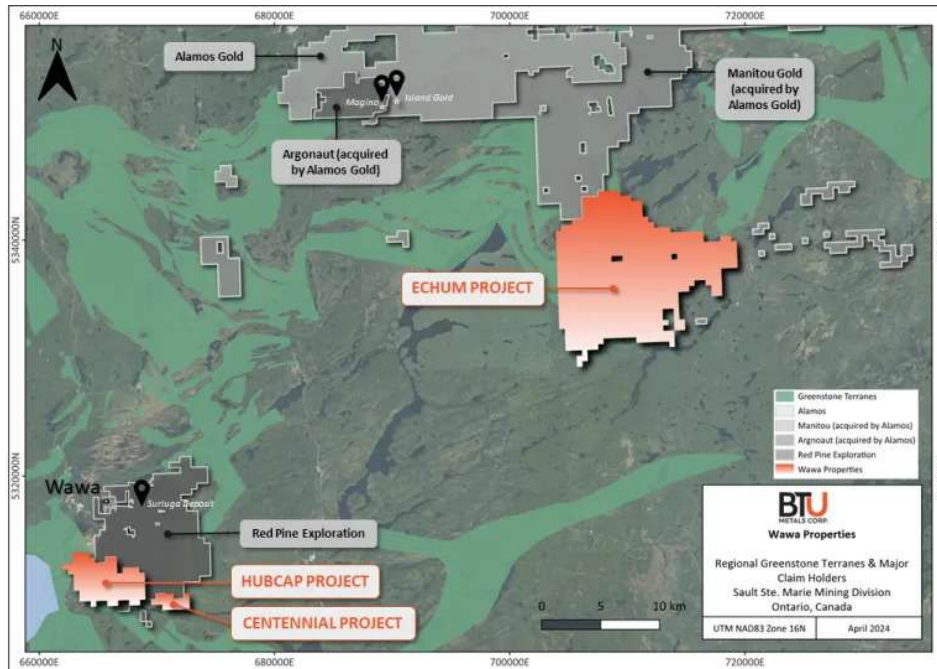 660000E
680000E
700000E
720000E
N
Alamos Gold
Magino
Island Gold
Manitou Gold
(acquired by
Alamos Gold)
Argonaut (acquired
by Alamos Gold)
5340000N
ECHUM PROJECT
Greenstone Terranes
Alamos
Manitou (acquired by Alamos)
Argnoaut (acquired by Alamos)
Red Pine Exploration
Wawa Properties
5320000N
Wawa
Surluga Deposit
Red Pine Exploration
HUBCAP PROJECT
CENTENNIAL PROJECT
0 5 10 km
BTU
METALS CORP.
Wawa Properties
Regional Greenstone Terranes & Major
Claim Holders
Sault Ste. Marie Mining Division
Ontario, Canada
UTM NAD83 Zone 16N
April 2024
660000E
680000E
700000E
720000E